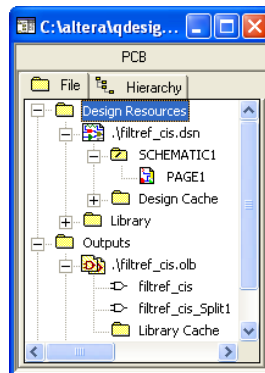 C:\altera\qdesig...
PCB
File Hierarchy
Design Resources
.\filtref_cis.dsn
SCHEMATIC1
PAGE1
Design Cache
Library
Outputs
.\filtref_cis.olb
filtref_cis
filtref_cis_Split1
Library Cache